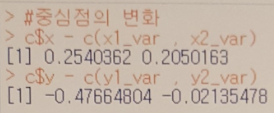 > #중심점의 변화
> c$x - c(x1_var , x2_var)
[1] 0.2540362 0.2050163
> c$y - c(y1_var , y2_var)
[1] -0.47664804 -0.02135478